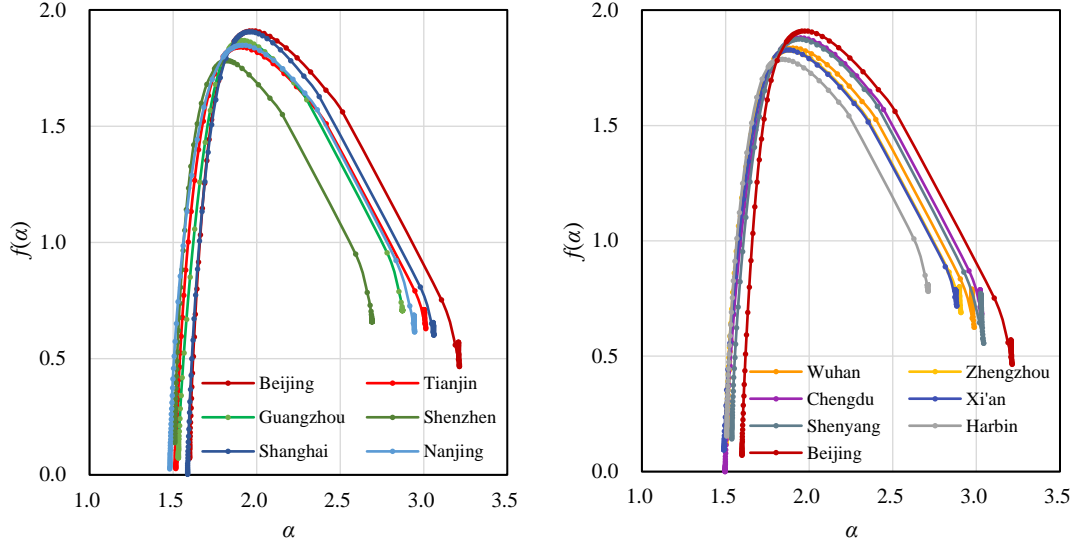 2.0
1.5
1.0
0.5
0.0
f(α)
1.0 1.5 2.0 2.5 3.0 3.5
α
Beijing Tianjin
Guangzhou Shenzhen
Shanghai Nanjing
2.0
1.5
1.0
0.5
0.0
f(α)
1.0 1.5 2.0 2.5 3.0 3.5
α
Wuhan Zhengzhou
Chengdu Xi'an
Shenyang Harbin
Beijing